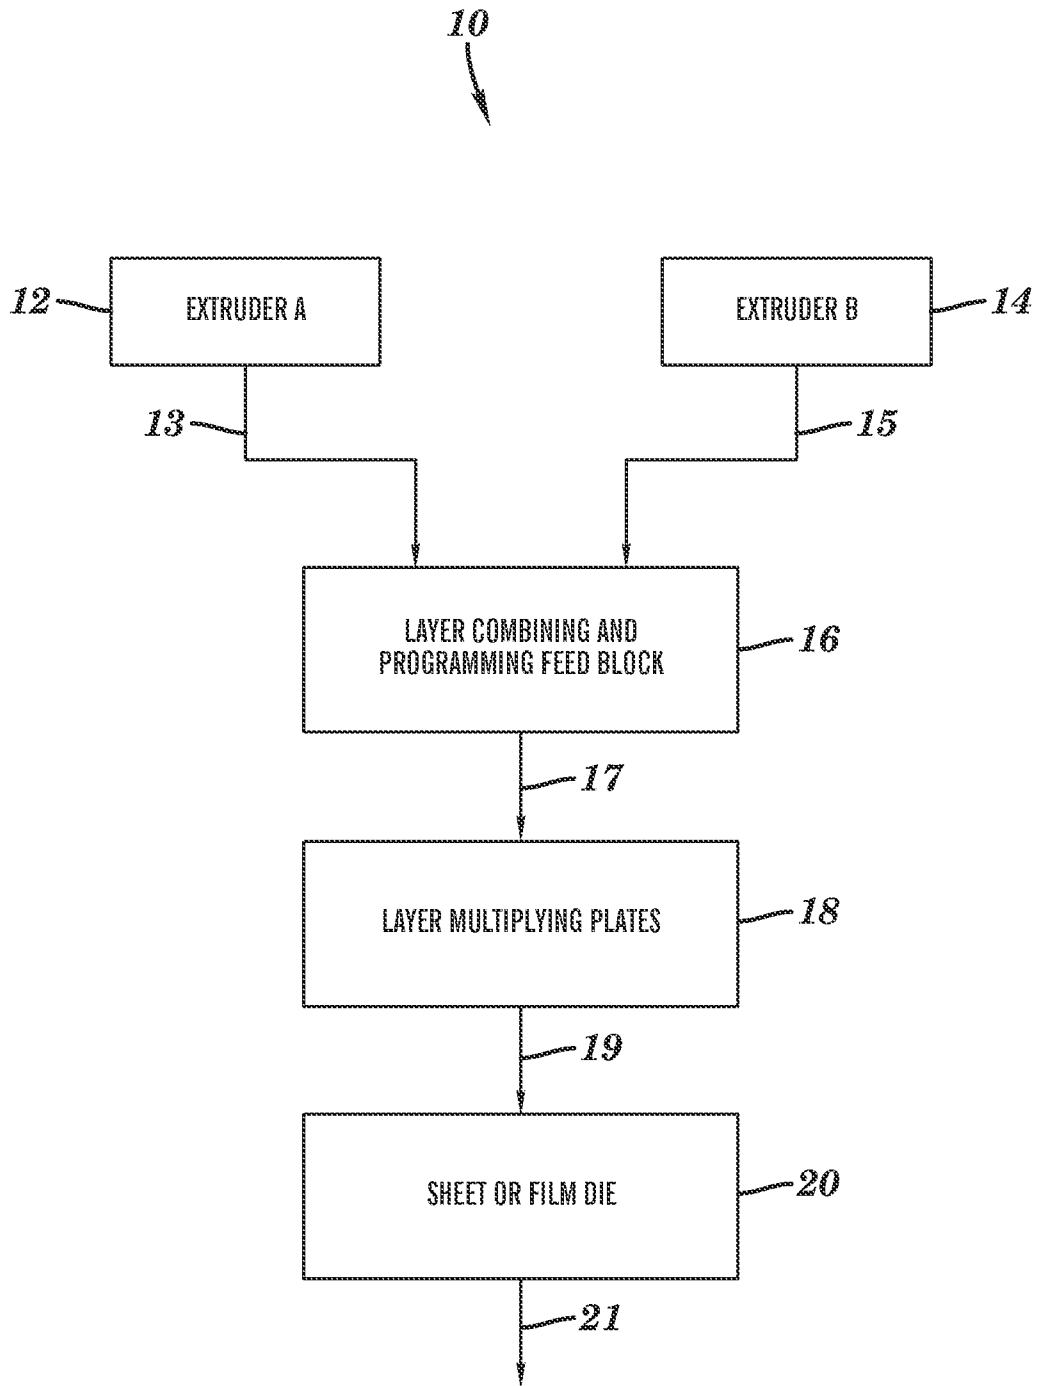 10
12
EXTRUDER A
EXTRUDER B
14
13
15
LAYER COMBINING AND
PROGRAMMING FEED BLOCK
16
17
LAYER MULTIPLYING PLATES
18
19
SHEET OR FILM DIE
20
21